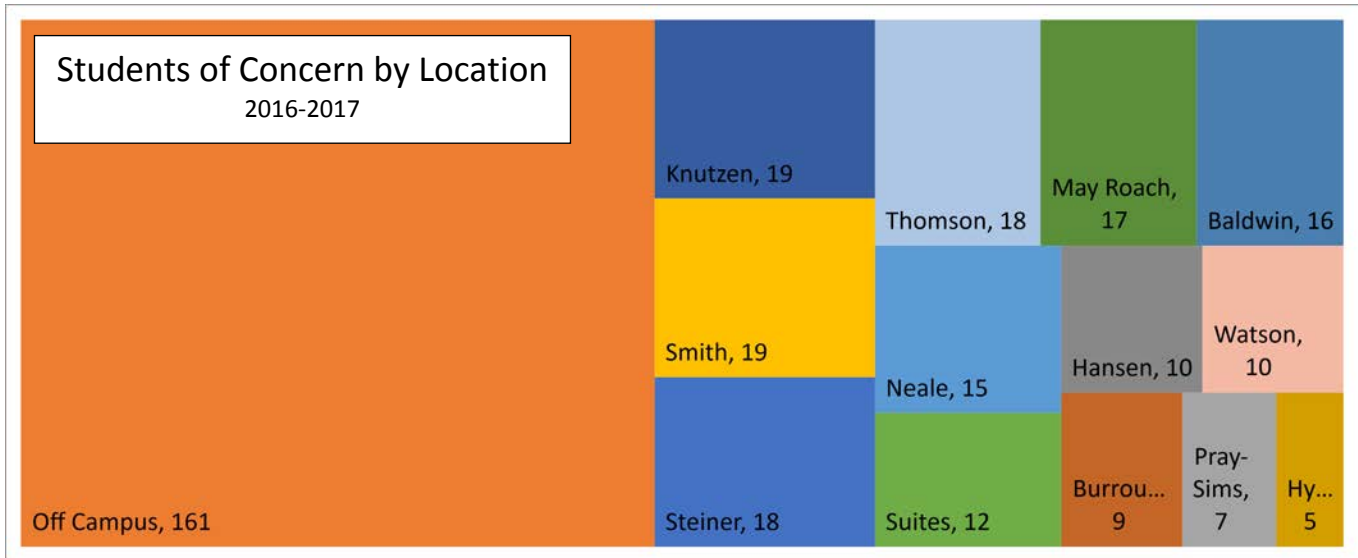 Students of Concern by Location
2016-2017
Off Campus, 161
Knutzen, 19
Smith, 19
Steiner, 18
Thomson, 18
May Roach,
17
Baldwin, 16
Neale, 15
Suites, 12
Hansen, 10
Watson,
10
Burrou...
9
Pray-
Sims,
7
Hy...
5